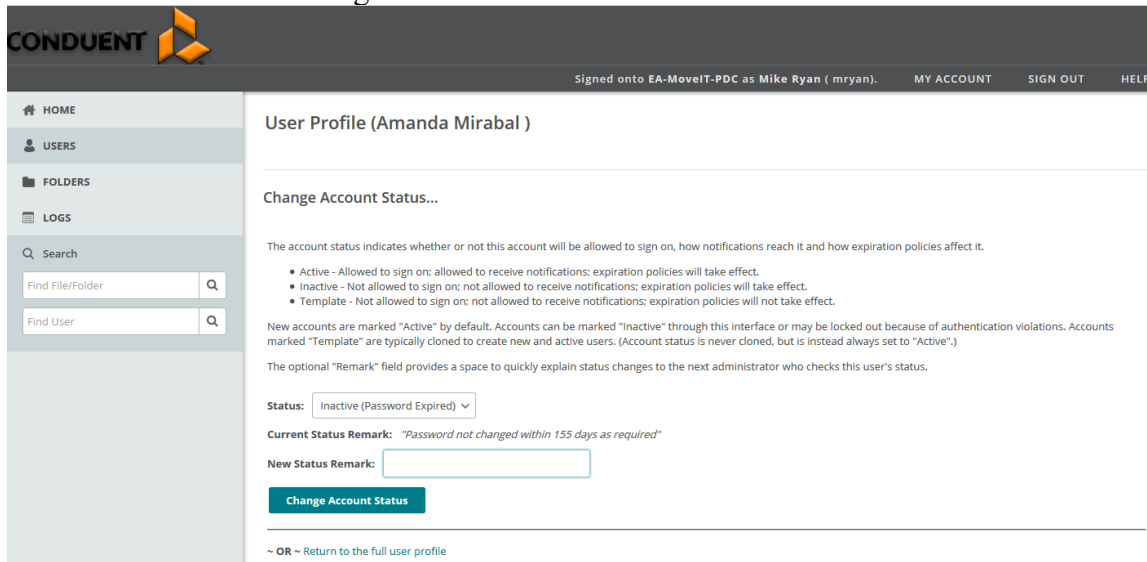 CONDUENT
Signed onto EA-MoveIT-PDC as Mike Ryan ( mryan). MY ACCOUNT SIGN OUT HELP
HOME
USERS
FOLDERS
LOGS
Search
Find File/Folder
Find User
User Profile (Amanda Mirabal )
Change Account Status...
The account status indicates whether or not this account will be allowed to sign on, how notifications reach it and how expiration policies affect it.
• Active - Allowed to sign on; allowed to receive notifications; expiration policies will take effect.
• Inactive - Not allowed to sign on; not allowed to receive notifications; expiration policies will take effect.
• Template - Not allowed to sign on; not allowed to receive notifications; expiration policies will not take effect.
New accounts are marked "Active" by default. Accounts can be marked "Inactive" through this interface or may be locked out because of authentication violations. Accounts
marked "Template" are typically cloned to create new and active users. (Account status is never cloned, but is instead always set to "Active".)
The optional "Remark" field provides a space to quickly explain status changes to the next administrator who checks this user's status.
Status: Inactive (Password Expired)
Current Status Remark: "Password not changed within 155 days as required"
New Status Remark:
Change Account Status
~ OR ~ Return to the full user profile